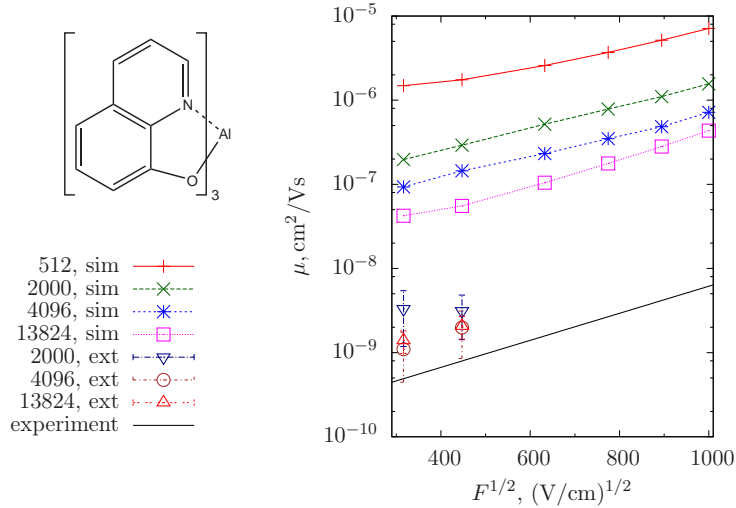 N
Al
O
3
512, sim
2000, sim
4096, sim
13824, sim
2000, ext
4096, ext
13824, ext
experiment
μ, cm²/Vs
10⁻⁵
10⁻⁶
10⁻⁷
10⁻⁸
10⁻⁹
10⁻¹⁰
400 600 800 1000
F¹/², (V/cm)¹/²